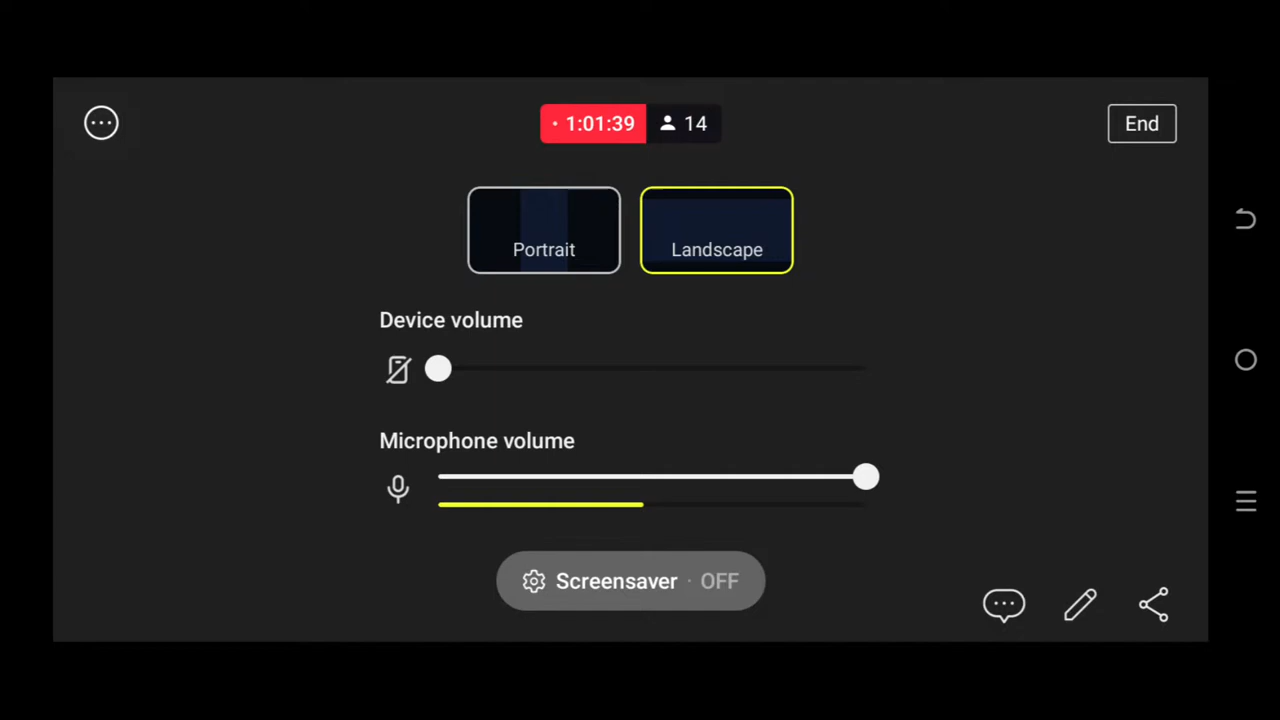 1:01:39 14
End
Portrait
Landscape
Device volume
Microphone volume
Screensaver · OFF